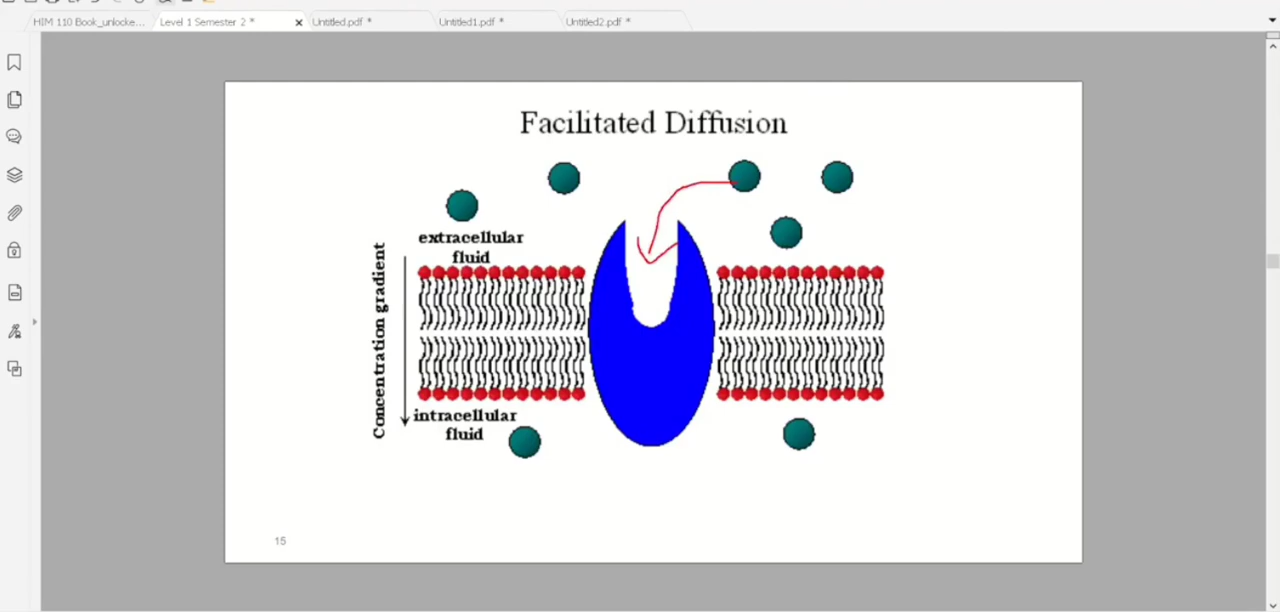 HIM 110 Book_unlocke... Level 1 Semester 2 * Untitled.pdf * Untitled1.pdf * Untitled2.pdf *
Facilitated Diffusion
extracellular
fluid
Concentration gradient
intracellular
fluid
15